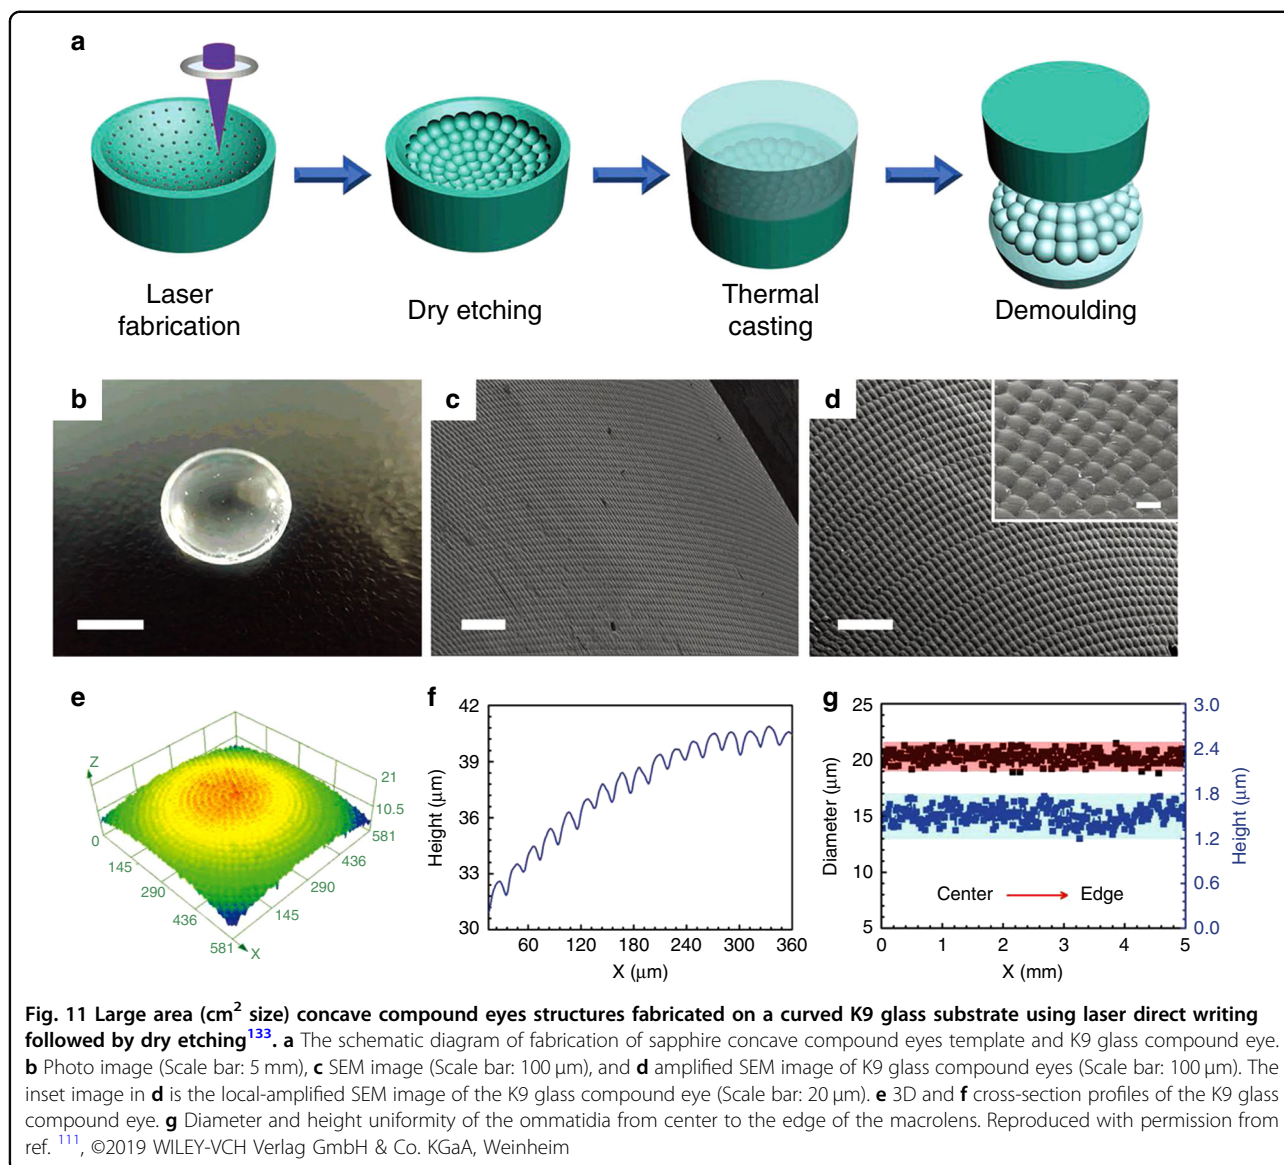 a
Laser
fabrication
Dry etching
Thermal
casting
Demoulding
b
c
d
e
Z
21
10.5
0
581
145
436
290
290
436
145
581
X
f
42
39
36
33
30
Height (μm)
60 120 180 240 300 360
X (μm)
g
25
20
15
10
5
Diameter (μm)
3.0
2.4
1.8
1.2
0.6
0.0
Height (μm)
Center Edge
0 1 2 3 4 5
X (mm)
Fig. 11 Large area (cm² size) concave compound eyes structures fabricated on a curved K9 glass substrate using laser direct writing
followed by dry etching¹³³. a The schematic diagram of fabrication of sapphire concave compound eyes template and K9 glass compound eye.
b Photo image (Scale bar: 5 mm), c SEM image (Scale bar: 100 μm), and d amplified SEM image of K9 glass compound eyes (Scale bar: 100 μm). The
inset image in d is the local-amplified SEM image of the K9 glass compound eye (Scale bar: 20 μm). e 3D and f cross-section profiles of the K9 glass
compound eye. g Diameter and height uniformity of the ommatidia from center to the edge of the macrolens. Reproduced with permission from
ref. ¹¹¹, ©2019 WILEY-VCH Verlag GmbH & Co. KGaA, Weinheim